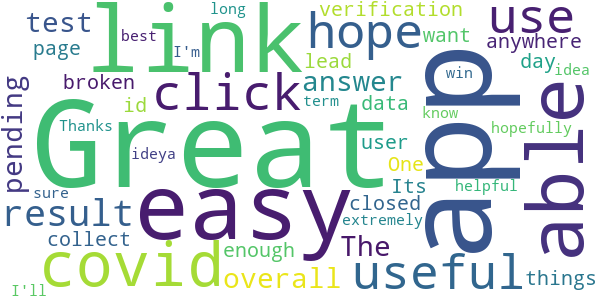 long verification
test link hope use
best
page I'm want anywhere
lead day win idea
broken click answer app able
pending id term data know
Great
Thanks user hopefully
ideya One
sure easy Its helpful
result closed
extremely
collect The
covid enough useful
overall things
I'll